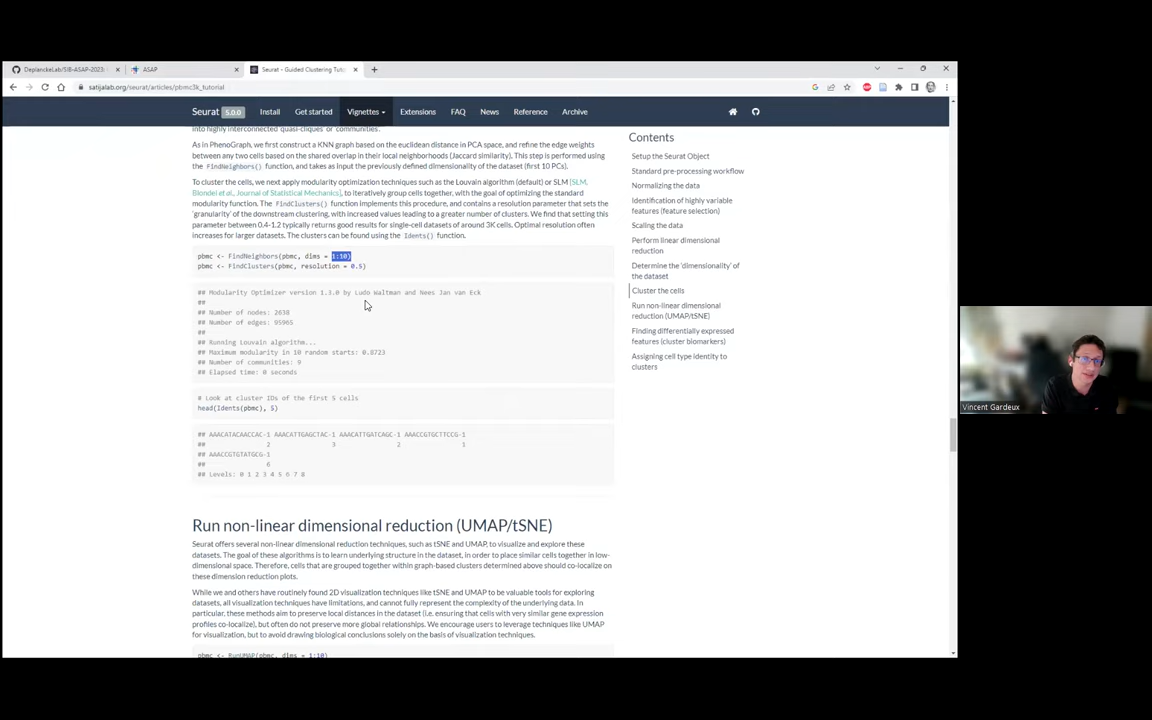 DeplanckeLab/SIB-ASAP-2023:
ASAP
Seurat - Guided Clustering Tuto
satijalab.org/seurat/articles/pbmc3k_tutorial
Seurat 5.0.0 Install Get started Vignettes Extensions FAQ News Reference Archive
into highly interconnected 'quasi-cliques' or 'communities'.
As in PhenoGraph, we first construct a KNN graph based on the euclidean distance in PCA space, and refine the edge weights
between any two cells based on the shared overlap in their local neighborhoods (Jaccard similarity). This step is performed using
the FindNeighbors() function, and takes as input the previously defined dimensionality of the dataset (first 10 PCs).
To cluster the cells, we next apply modularity optimization techniques such as the Louvain algorithm (default) or SLM [SLM,
Blondel et al., Journal of Statistical Mechanics], to iteratively group cells together, with the goal of optimizing the standard
modularity function. The FindClusters() function implements this procedure, and contains a resolution parameter that sets the
'granularity' of the downstream clustering, with increased values leading to a greater number of clusters. We find that setting this
parameter between 0.4-1.2 typically returns good results for single-cell datasets of around 3K cells. Optimal resolution often
increases for larger datasets. The clusters can be found using the Idents() function.
pbmc <- FindNeighbors(pbmc, dims = 1:10)
pbmc <- FindClusters(pbmc, resolution = 0.5)
## Modularity Optimizer version 1.3.0 by Ludo Waltman and Nees Jan van Eck
##
## Number of nodes: 2638
## Number of edges: 95965
##
## Running Louvain algorithm...
## Maximum modularity in 10 random starts: 0.8723
## Number of communities: 9
## Elapsed time: 0 seconds
# Look at cluster IDs of the first 5 cells
head(Idents(pbmc), 5)
## AAACATACAACCAC-1 AAACATTGAGCTAC-1 AAACATTGATCAGC-1 AAACCGTGCTTCCG-1
## 2 3 2 1
## AAACCGTGTATGCG-1
## 6
## Levels: 0 1 2 3 4 5 6 7 8
Run non-linear dimensional reduction (UMAP/tSNE)
Seurat offers several non-linear dimensional reduction techniques, such as tSNE and UMAP, to visualize and explore these
datasets. The goal of these algorithms is to learn underlying structure in the dataset, in order to place similar cells together in low-
dimensional space. Therefore, cells that are grouped together within graph-based clusters determined above should co-localize on
these dimension reduction plots.
While we and others have routinely found 2D visualization techniques like tSNE and UMAP to be valuable tools for exploring
datasets, all visualization techniques have limitations, and cannot fully represent the complexity of the underlying data. In
particular, these methods aim to preserve local distances in the dataset (i.e. ensuring that cells with very similar gene expression
profiles co-localize), but often do not preserve more global relationships. We encourage users to leverage techniques like UMAP
for visualization, but to avoid drawing biological conclusions solely on the basis of visualization techniques.
pbmc <- RunUMAP(pbmc, dims = 1:10)
Contents
Setup the Seurat Object
Standard pre-processing workflow
Normalizing the data
Identification of highly variable
features (feature selection)
Scaling the data
Perform linear dimensional
reduction
Determine the 'dimensionality' of
the dataset
Cluster the cells
Run non-linear dimensional
reduction (UMAP/tSNE)
Finding differentially expressed
features (cluster biomarkers)
Assigning cell type identity to
clusters
Vincent Gardeux